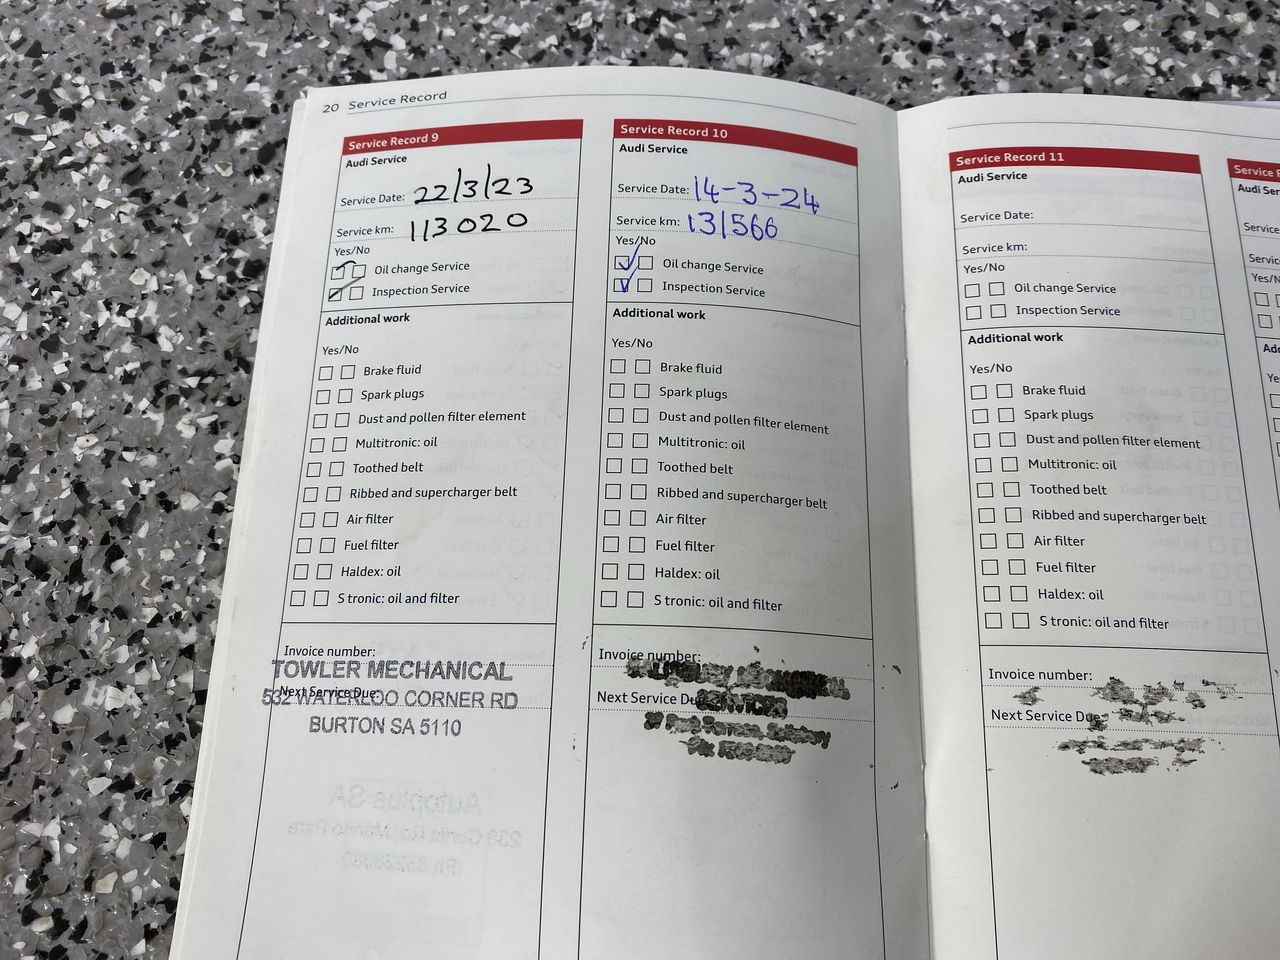 20 Service Record
Service Record 9
Audi Service
Service Date: 22/3/23
Service km: 113020
Yes/No
Oil change Service
Inspection Service
Additional work
Yes/No
Brake fluid
Spark plugs
Dust and pollen filter element
Multitronic: oil
Toothed belt
Ribbed and supercharger belt
Air filter
Fuel filter
Haldex: oil
S tronic: oil and filter
Invoice number:
TOWLER MECHANICAL
Next Service Due:
532 WATERLOO CORNER RD
BURTON SA 5110
Service Record 10
Audi Service
Service Date: 14-3-24
Service km: 131566
Yes/No
Oil change Service
Inspection Service
Additional work
Yes/No
Brake fluid
Spark plugs
Dust and pollen filter element
Multitronic: oil
Toothed belt
Ribbed and supercharger belt
Air filter
Fuel filter
Haldex: oil
S tronic: oil and filter
Invoice number:
Next Service Due
Service Record 11
Audi Service
Service Date:
Service km:
Yes/No
Oil change Service
Inspection Service
Additional work
Yes/No
Brake fluid
Spark plugs
Dust and pollen filter element
Multitronic: oil
Toothed belt
Ribbed and supercharger belt
Air filter
Fuel filter
Haldex: oil
S tronic: oil and filter
Invoice number:
Next Service Due:
Service
Audi
Service